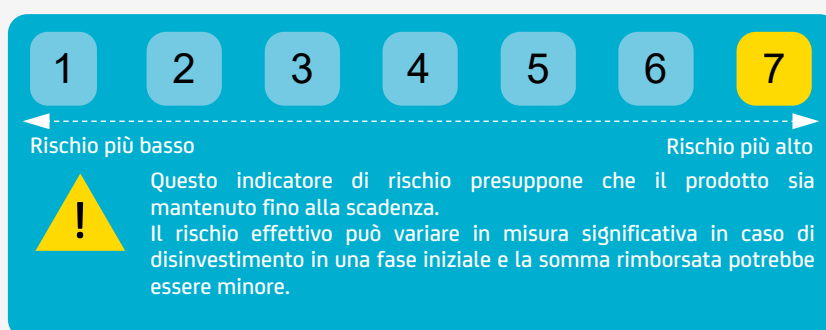 1 2 3 4 5 6 7
Rischio più basso Rischio più alto
!
Questo indicatore di rischio presuppone che il prodotto sia
mantenuto fino alla scadenza.
Il rischio effettivo può variare in misura significativa in caso di
disinvestimento in una fase iniziale e la somma rimborsata potrebbe
essere minore.